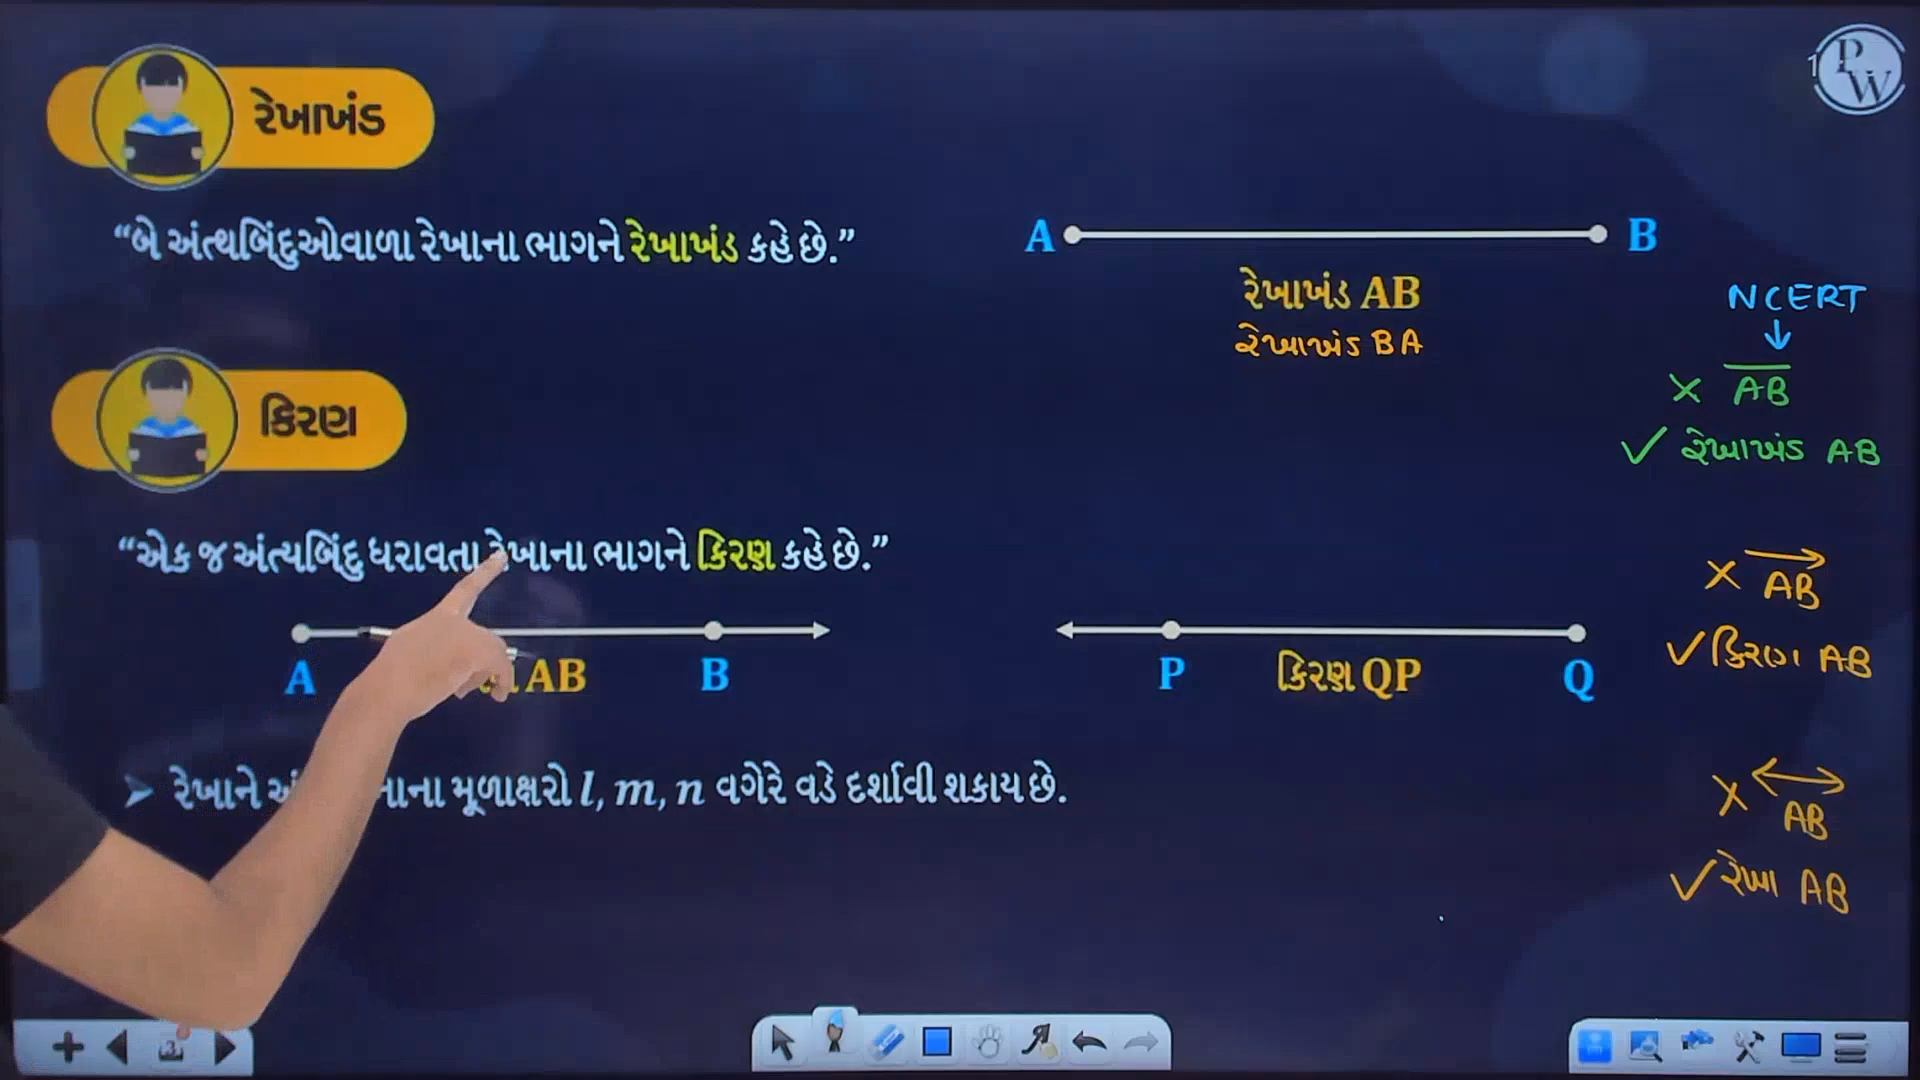 PW
રેખાખંડ
“બે અંત્યબિંદુઓવાળા રેખાના ભાગને રેખાખંડ કહે છે.”
A B
રેખાખંડ AB
રેખાખંડ BA
NCERT
↓
× AB
✓ રેખાખંડ AB
કિરણ
“એક જ અંત્યબિંદુ ધરાવતા રેખાના ભાગને કિરણ કહે છે.”
A AB B
P કિરણ QP Q
× AB
✓ કિરણ AB
➤ રેખાને મૂળાક્ષરો l, m, n વગેરે વડે દર્શાવી શકાય છે.
× AB
✓ રેખા AB